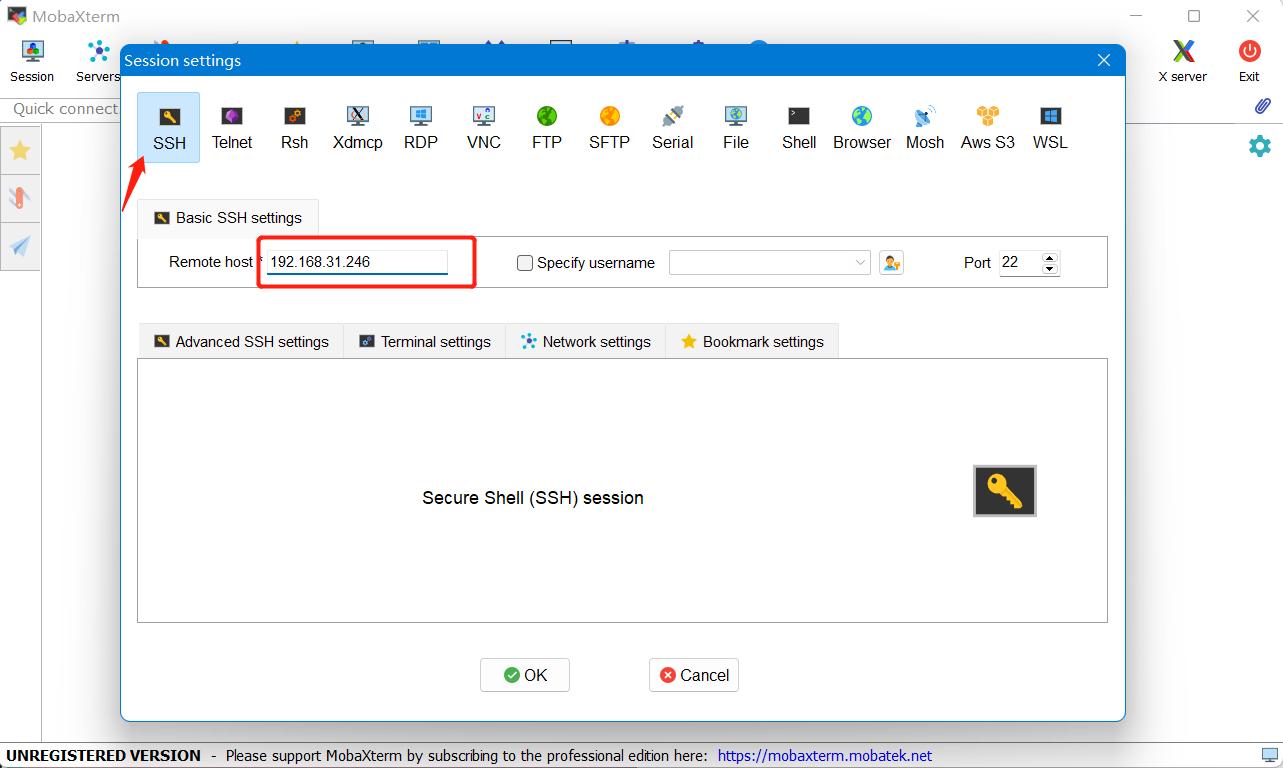 MobaXterm
Session Servers X server Exit
Session settings
Quick connect.
SSH Telnet Rsh Xdmcp RDP VNC FTP SFTP Serial File Shell Browser Mosh Aws S3 WSL
Basic SSH settings
Remote host * 192.168.31.246 Specify username Port 22
Advanced SSH settings Terminal settings Network settings Bookmark settings
Secure Shell (SSH) session
OK Cancel
UNREGISTERED VERSION - Please support MobaXterm by subscribing to the professional edition here: https://mobaxterm.mobatek.net